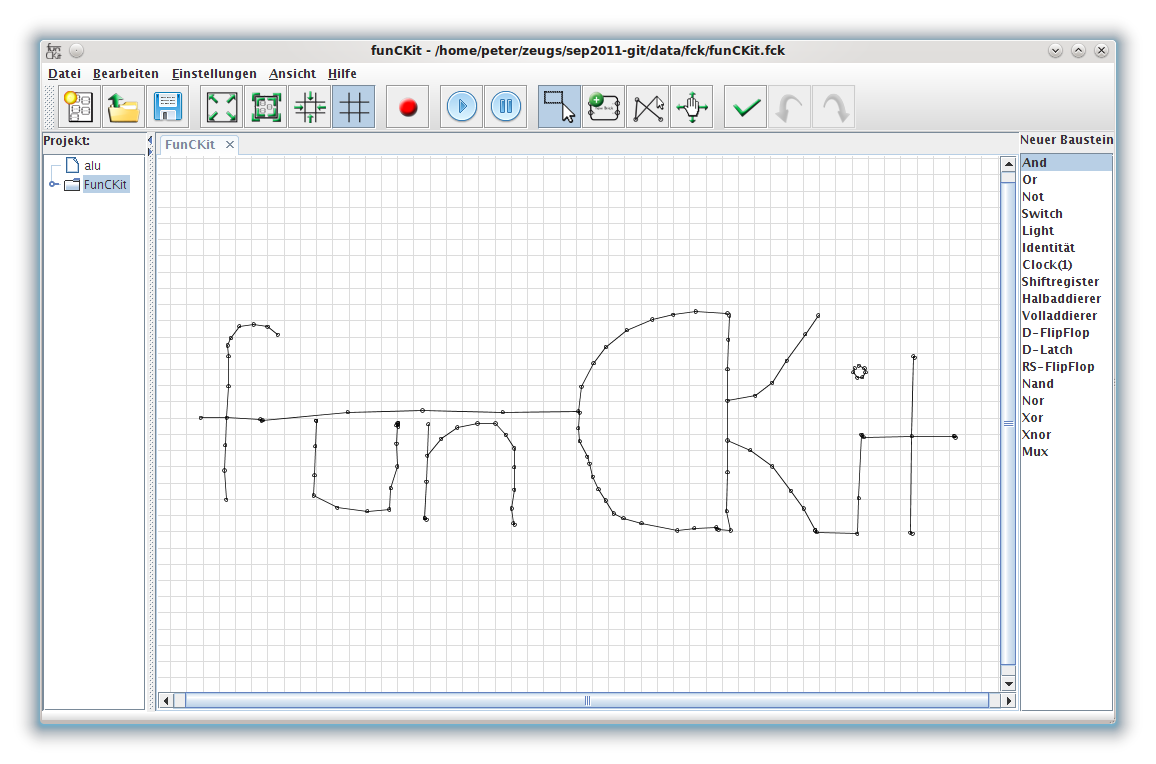 funCKit - /home/peter/zeugs/sep2011-git/data/fck/funCKit.fck
Datei Bearbeiten Einstellungen Ansicht Hilfe
Projekt:
alu
FunCKit
FunCKit
funCKit
Neuer Baustein
And
Or
Not
Switch
Light
Identität
Clock(1)
Shiftregister
Halbaddierer
Volladdierer
D-FlipFlop
D-Latch
RS-FlipFlop
Nand
Nor
Xor
Xnor
Mux